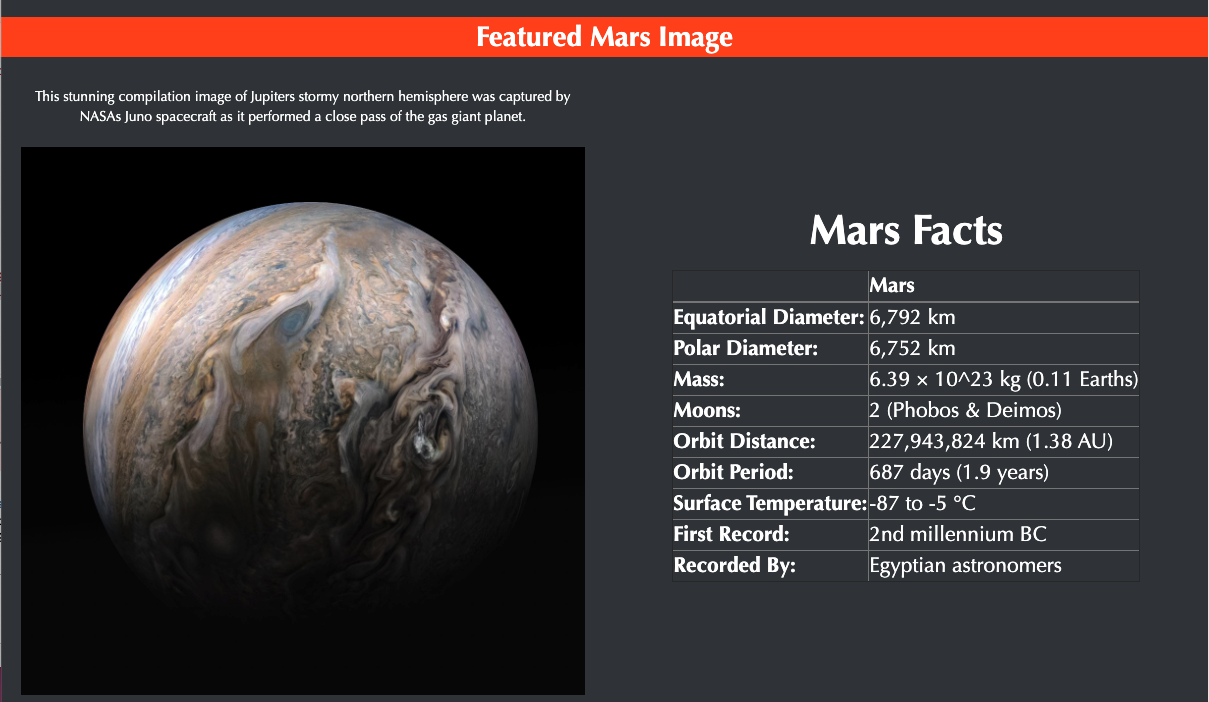 Featured Mars Image
This stunning compilation image of Jupiters stormy northern hemisphere was captured by
NASAs Juno spacecraft as it performed a close pass of the gas giant planet.
Mars Facts
Mars
Equatorial Diameter: 6,792 km
Polar Diameter: 6,752 km
Mass: 6.39 × 10^23 kg (0.11 Earths)
Moons: 2 (Phobos & Deimos)
Orbit Distance: 227,943,824 km (1.38 AU)
Orbit Period: 687 days (1.9 years)
Surface Temperature: -87 to -5 °C
First Record: 2nd millennium BC
Recorded By: Egyptian astronomers